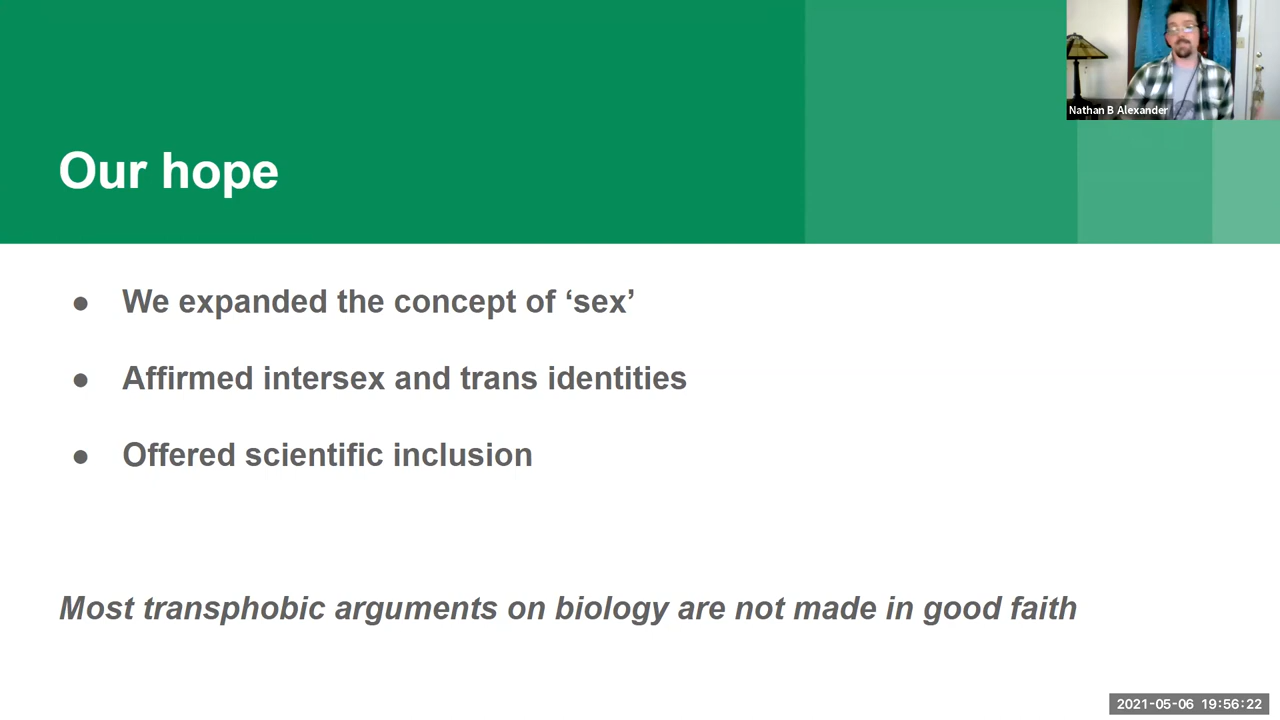 Nathan B Alexander
Our hope
● We expanded the concept of ‘sex’
● Affirmed intersex and trans identities
● Offered scientific inclusion
Most transphobic arguments on biology are not made in good faith
2021-05-06 19:56:22